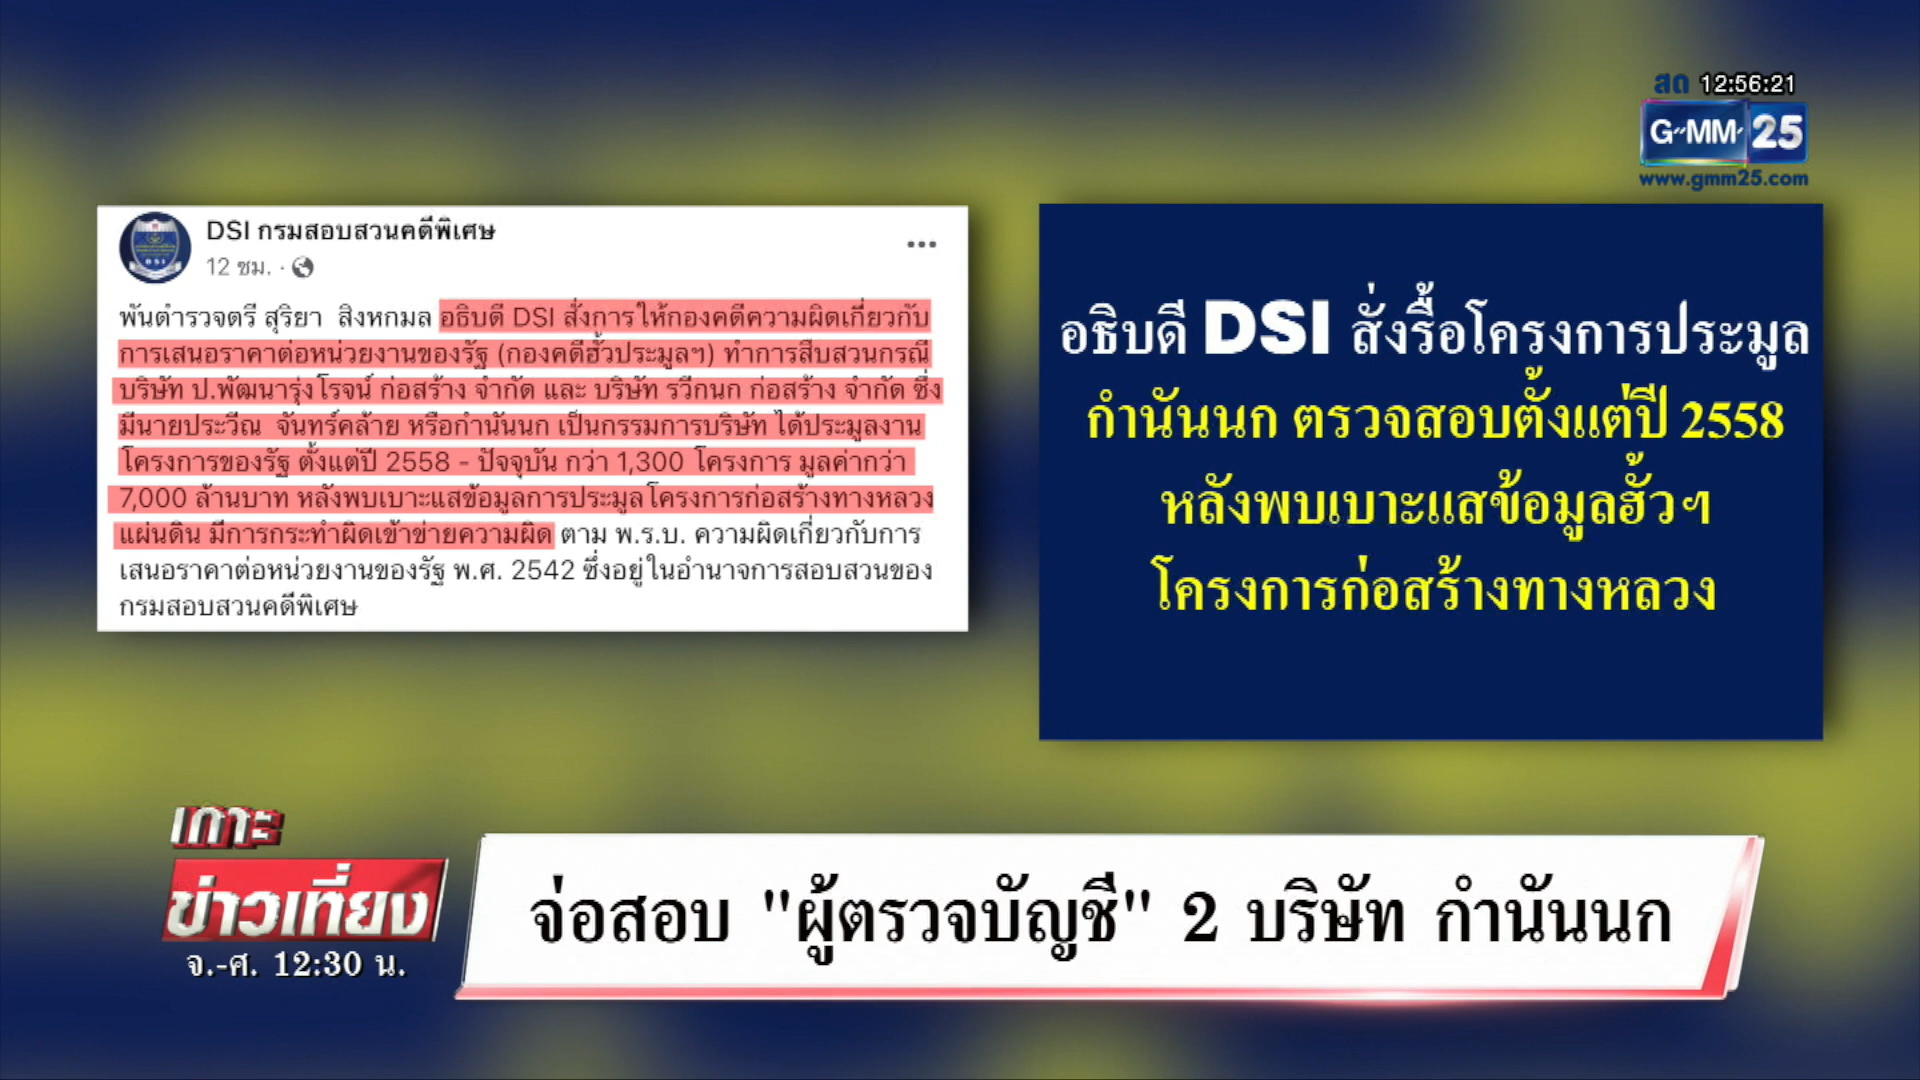 สด 12:56:21
GMM 25
www.gmm25.com
DSI กรมสอบสวนคดีพิเศษ
12 ชม. ·
พันตำรวจตรี สุริยา สิงหกมล อธิบดี DSI สั่งการให้กองคดีความผิดเกี่ยวกับ
การเสนอราคาต่อหน่วยงานของรัฐ (กองคดีฮั้วประมูลฯ) ทำการสืบสวนกรณี
บริษัท ป.พัฒนารุ่งโรจน์ ก่อสร้าง จำกัด และ บริษัท รวีกนก ก่อสร้าง จำกัด ซึ่ง
มีนายประวีณ จันทร์คล้าย หรือกำนันนก เป็นกรรมการบริษัท ได้ประมูลงาน
โครงการของรัฐ ตั้งแต่ปี 2558 - ปัจจุบัน กว่า 1,300 โครงการ มูลค่ากว่า
7,000 ล้านบาท หลังพบเบาะแสข้อมูลการประมูลโครงการก่อสร้างทางหลวง
แผ่นดิน มีการกระทำผิดเข้าข่ายความผิด ตาม พ.ร.บ. ความผิดเกี่ยวกับการ
เสนอราคาต่อหน่วยงานของรัฐ พ.ศ. 2542 ซึ่งอยู่ในอำนาจการสอบสวนของ
กรมสอบสวนคดีพิเศษ
อธิบดี DSI สั่งรื้อโครงการประมูล
กำนันนก ตรวจสอบตั้งแต่ปี 2558
หลังพบเบาะแสข้อมูลฮั้วฯ
โครงการก่อสร้างทางหลวง
เกาะ
ข่าวเที่ยง
จ.-ศ. 12:30 น.
จ่อสอบ "ผู้ตรวจบัญชี" 2 บริษัท กำนันนก